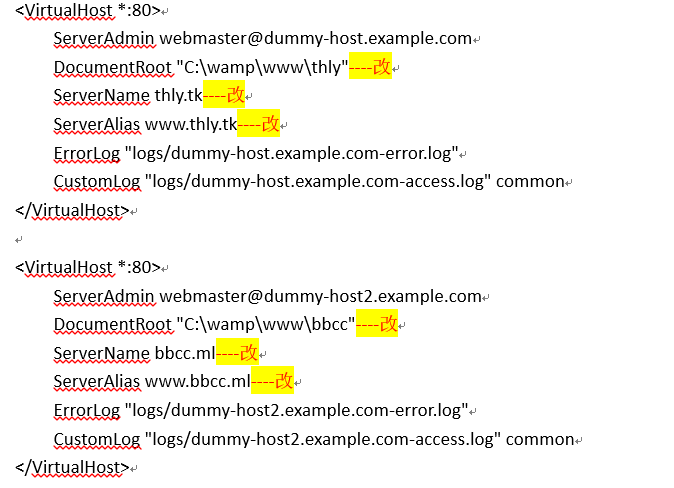 <VirtualHost *:80>
ServerAdmin webmaster@dummy-host.example.com
DocumentRoot "C:\wamp\www\thly"----改
ServerName thly.tk----改
ServerAlias www.thly.tk----改
ErrorLog "logs/dummy-host.example.com-error.log"
CustomLog "logs/dummy-host.example.com-access.log" common
</VirtualHost>
<VirtualHost *:80>
ServerAdmin webmaster@dummy-host2.example.com
DocumentRoot "C:\wamp\www\bbcc"----改
ServerName bbcc.ml----改
ServerAlias www.bbcc.ml----改
ErrorLog "logs/dummy-host2.example.com-error.log"
CustomLog "logs/dummy-host2.example.com-access.log" common
</VirtualHost>